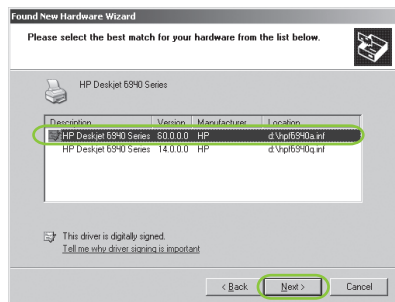 Found New Hardware Wizard
Please select the best match for your hardware from the list below.
HP Deskjet 6940 Series
Description Version Manufacturer Location
HP Deskjet 6940 Series 60.0.0.0 HP d:\hpf6940a.inf
HP Deskjet 6940 Series 14.0.0.0 HP d:\hpf6940q.inf
This driver is digitally signed.
Tell me why driver signing is important
< Back Next > Cancel